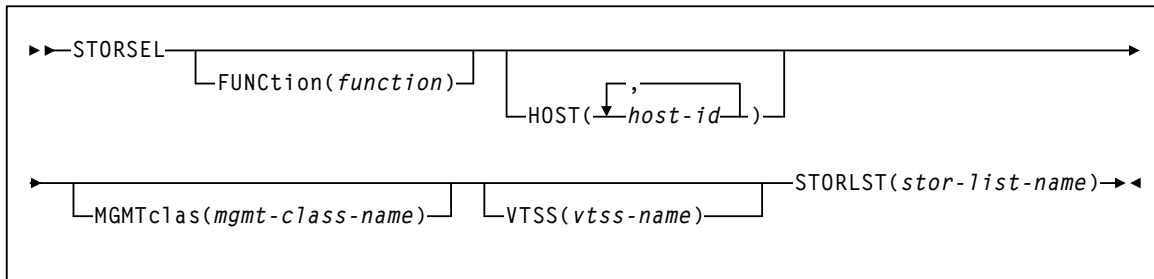 STORSEL
FUNCtion(function)
,
HOST( host-id )
MGMTclas(mgmt-class-name)
VTSS(vtss-name)
STORLST(stor-list-name)